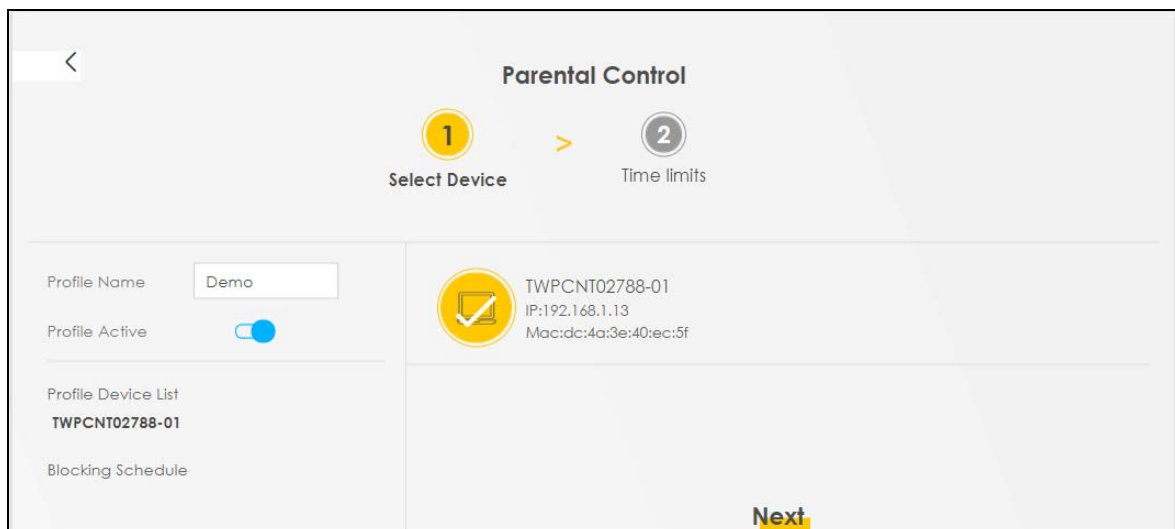 Parental Control
1 > 2
Select Device Time limits
Profile Name Demo
Profile Active
Profile Device List
TWPCNT02788-01
Blocking Schedule
TWPCNT02788-01
IP:192.168.1.13
Mac:dc:4a:3e:40:ec:5f
Next